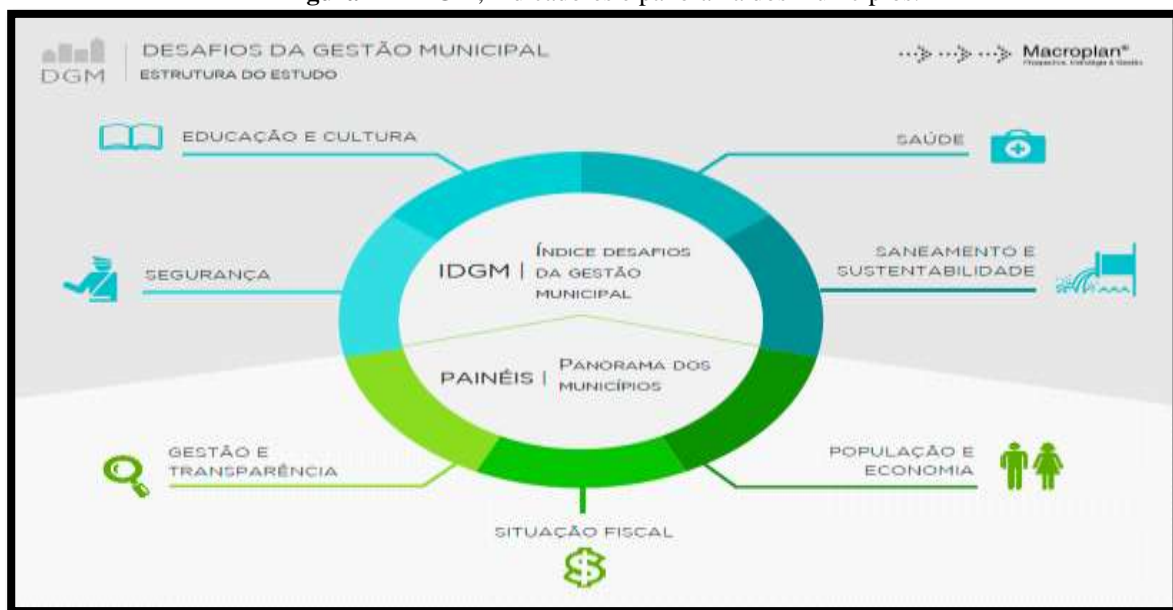 DESAFIOS DA GESTÃO MUNICIPAL
DGM
ESTRUTURA DO ESTUDO
Macroplan®
EDUCAÇÃO E CULTURA
SAÚDE
SEGURANÇA
SANEAMENTO E
SUSTENTABILIDADE
IDGM |
ÍNDICE DESAFIOS
DA GESTÃO
MUNICIPAL
PAINÉIS |
PANORAMA DOS
MUNICÍPIOS
GESTÃO E
TRANSPARÊNCIA
POPULAÇÃO E
ECONOMIA
SITUAÇÃO FISCAL